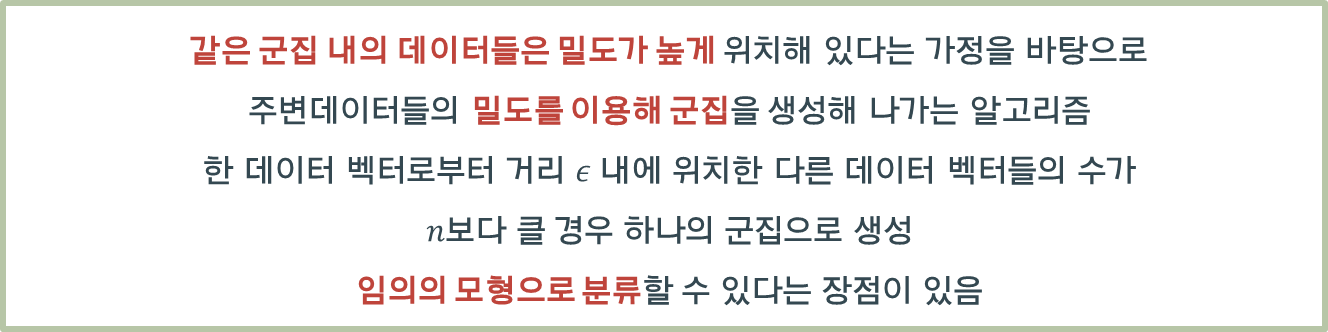 같은 군집 내의 데이터들은 밀도가 높게 위치해 있다는 가정을 바탕으로
주변데이터들의 밀도를 이용해 군집을 생성해 나가는 알고리즘
한 데이터 벡터로부터 거리 𝜖 내에 위치한 다른 데이터 벡터들의 수가
𝑛보다 클 경우 하나의 군집으로 생성
임의의 모형으로 분류할 수 있다는 장점이 있음